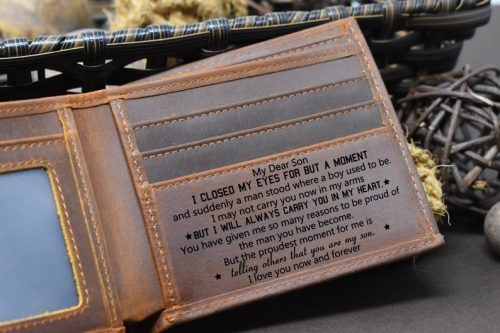 My Dear Son
I CLOSED MY EYES FOR BUT A MOMENT
and suddenly a man stood where a boy used to be.
I may not carry you now in my arms
★BUT I WILL ALWAYS CARRY YOU IN MY HEART.★
You have given me so many reasons to be proud of
the man you have become.
But the proudest moment for me is
★ telling others that you are my son. ★
I love you now and forever